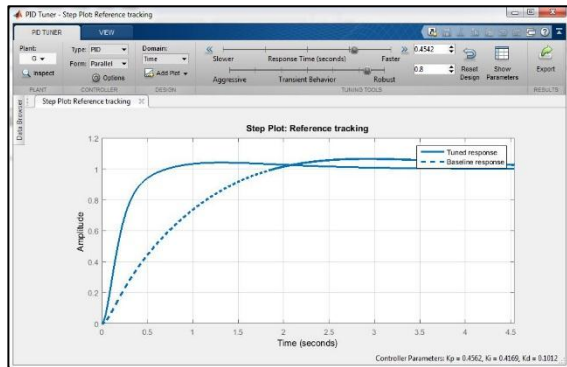 PID Tuner - Step Plot: Reference tracking
PID TUNER VIEW
Plant: Type: PID Domain: 0.4542
G Form: Parallel Time Slower Response Time (seconds) Faster
Inspect Options Add Plot Aggressive Transient Behavior Robust 0.8 Reset Design Show Parameters Export
PLANT CONTROLLER DESIGN TUNING TOOLS RESULTS
Step Plot: Reference tracking
Data Browser
Step Plot: Reference tracking
Tuned response
Baseline response
Amplitude
1.2
1
0.8
0.6
0.4
0.2
0
0 0.5 1 1.5 2 2.5 3 3.5 4 4.5
Time (seconds)
Controller Parameters: Kp = 0.4562, Ki = 0.4169, Kd = 0.1012